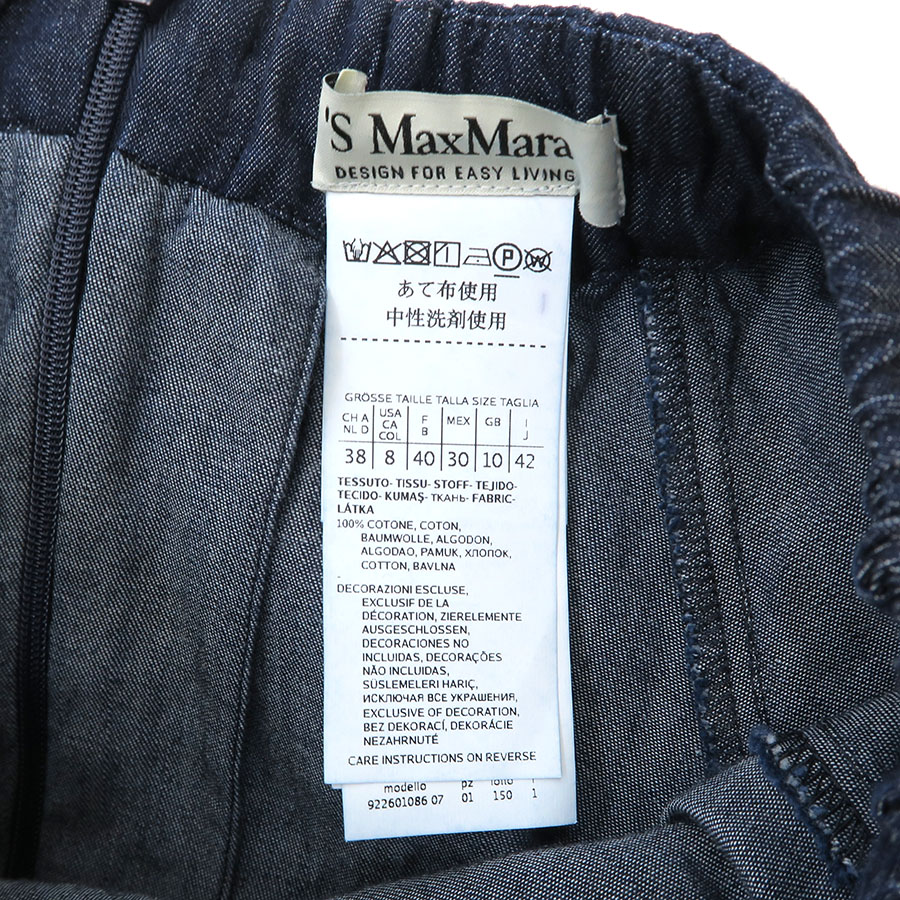 'S MaxMara
DESIGN FOR EASY LIVING
1 P W
あて布使用
中性洗剤使用
GRÖSSE TAILLE TALLA SIZE TAGLIA
CH A NL D USA CA COL F B MEX GB I J
38 8 40 30 10 42
TESSUTO- TISSU- STOFF- TEJIDO-
TECIDO- KUMAŞ- ТКАНЬ- FABRIC-
LÁTKA
100% COTONE, COTON,
BAUMWOLLE, ALGODON,
ALGODAO, PAMUK, ХЛОПОК,
COTTON, BAVLNA
DECORAZIONI ESCLUSE,
EXCLUSIF DE LA
DÉCORATION, ZIERELEMENTE
AUSGESCHLOSSEN,
DECORACIONES NO
INCLUIDAS, DECORAÇÕES
NÃO INCLUIDAS,
SÜSLEMELERI HARIÇ,
ИСКЛЮЧАЯ ВСЕ УКРАШЕНИЯ,
EXCLUSIVE OF DECORATION,
BEZ DEKORACÍ, DEKORÁCIE
NEZAHRNUTÉ
CARE INSTRUCTIONS ON REVERSE
modello pz
922601086 07 01 150 1